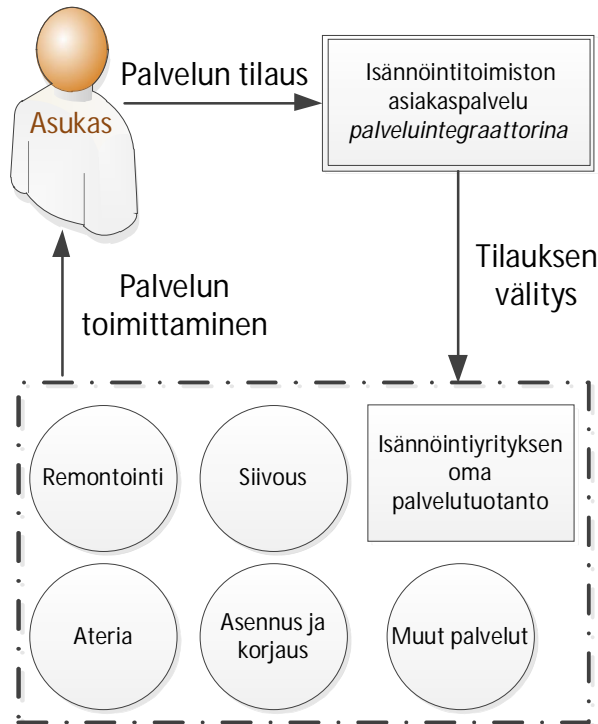 Palvelun tilaus
Asukas
Isännöintitoimiston
asiakaspalvelu
palveluintegraattorina
Tilauksen
välitys
Palvelun
toimittaminen
Remontointi
Siivous
Isännöintiyrityksen
oma
palvelutuotanto
Ateria
Asennus ja
korjaus
Muut palvelut